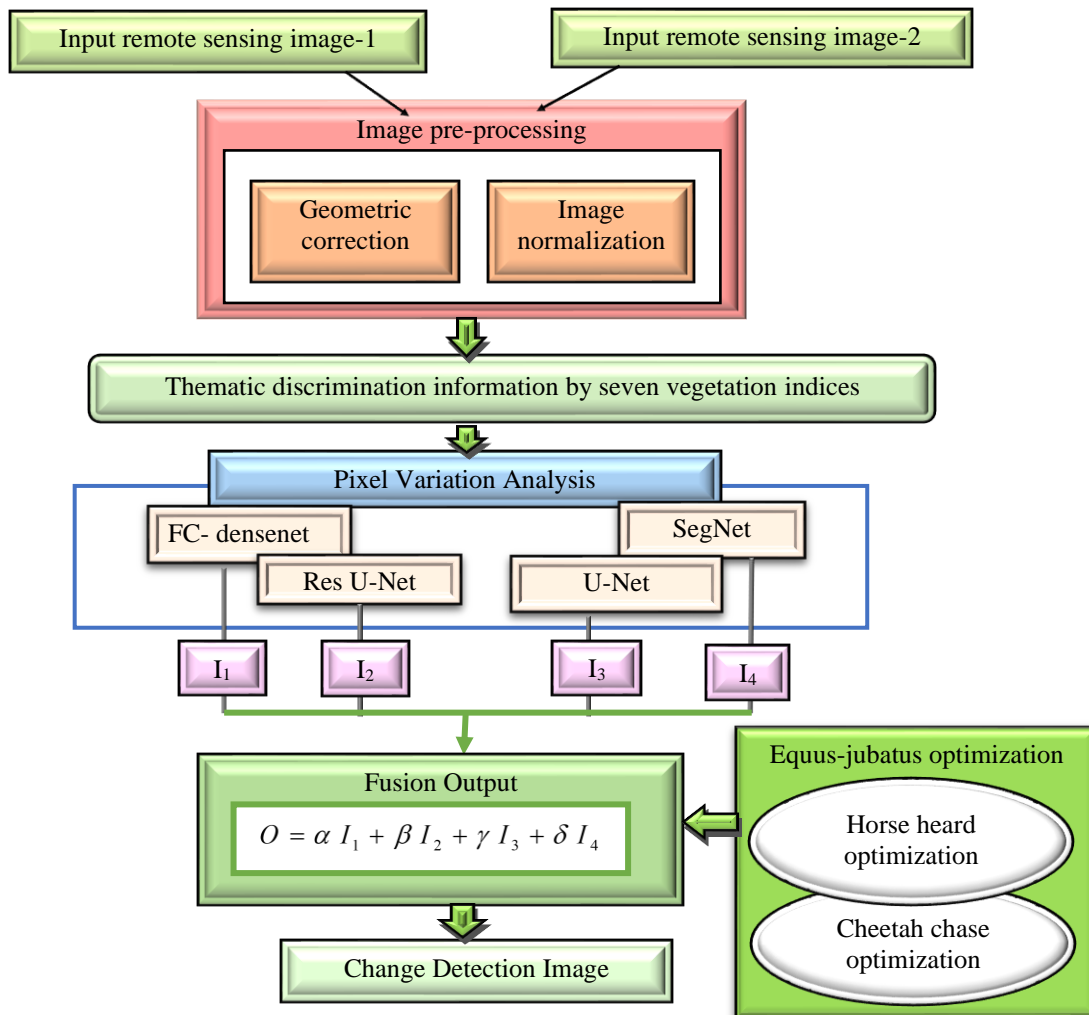 Input remote sensing image-1
Input remote sensing image-2
Image pre-processing
Geometric
correction
Image
normalization
Thematic discrimination information by seven vegetation indices
Pixel Variation Analysis
FC- densenet
SegNet
Res U-Net
U-Net
I₁
I₂
I₃
I₄
Equus-jubatus optimization
Fusion Output
O = α I₁ + β I₂ + γ I₃ + δ I₄
Horse heard
optimization
Cheetah chase
optimization
Change Detection Image